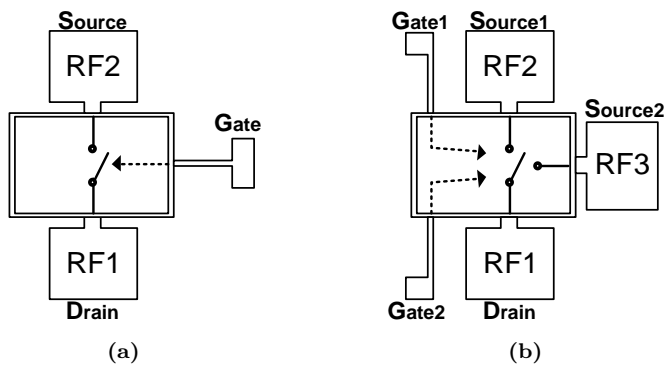 Source
RF2
Gate
RF1
Drain
(a)
Gate1
Source1
RF2
Source2
RF3
RF1
Gate2
Drain
(b)